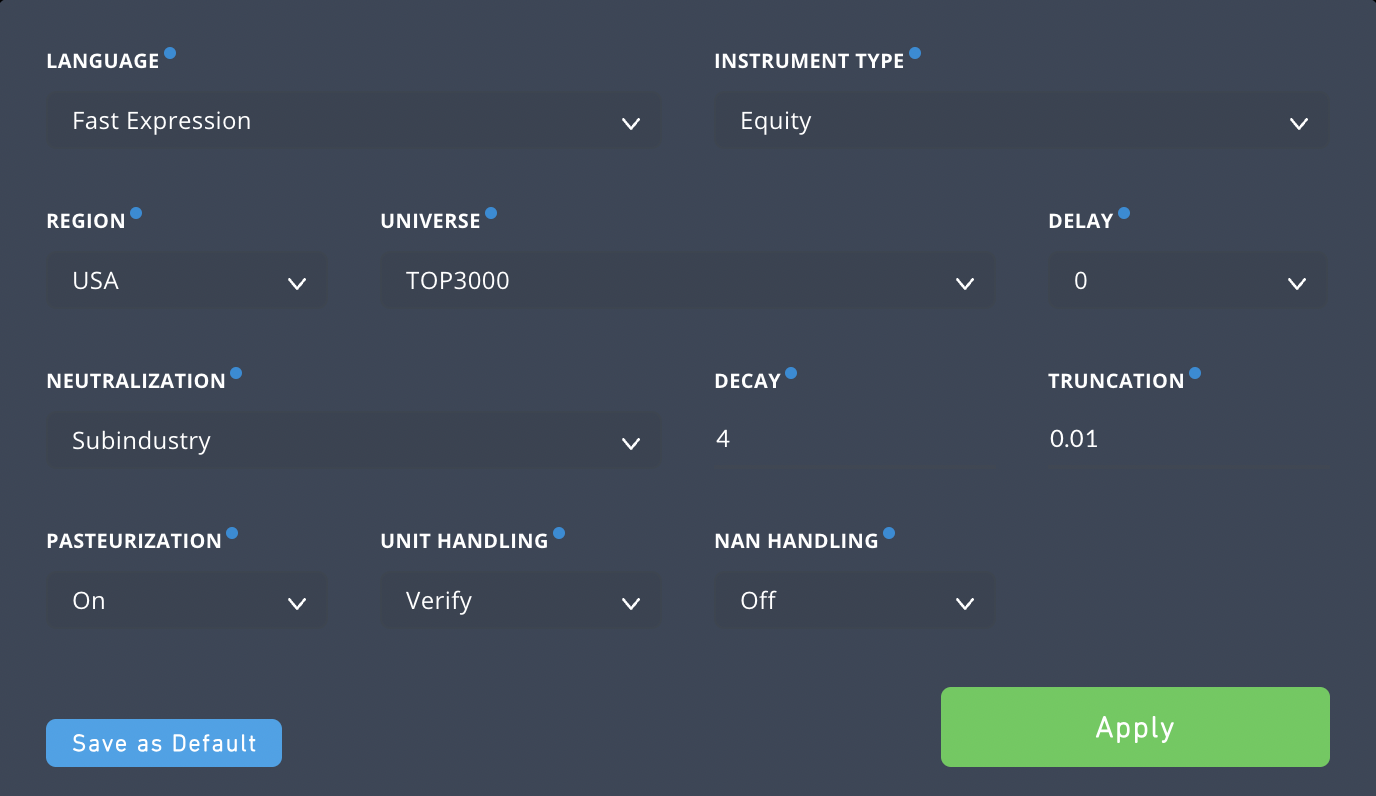 LANGUAGE
INSTRUMENT TYPE
Fast Expression
Equity
REGION
UNIVERSE
DELAY
USA
TOP3000
0
NEUTRALIZATION
DECAY
TRUNCATION
Subindustry
4
0.01
PASTEURIZATION
UNIT HANDLING
NAN HANDLING
On
Verify
Off
Save as Default
Apply